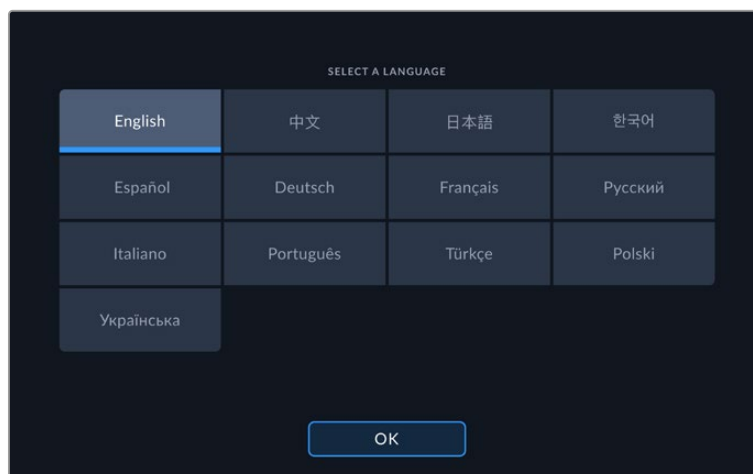 SELECT A LANGUAGE
English 中文 日本語 한국어
Español Deutsch Français Русский
Italiano Português Türkçe Polski
Українська
OK